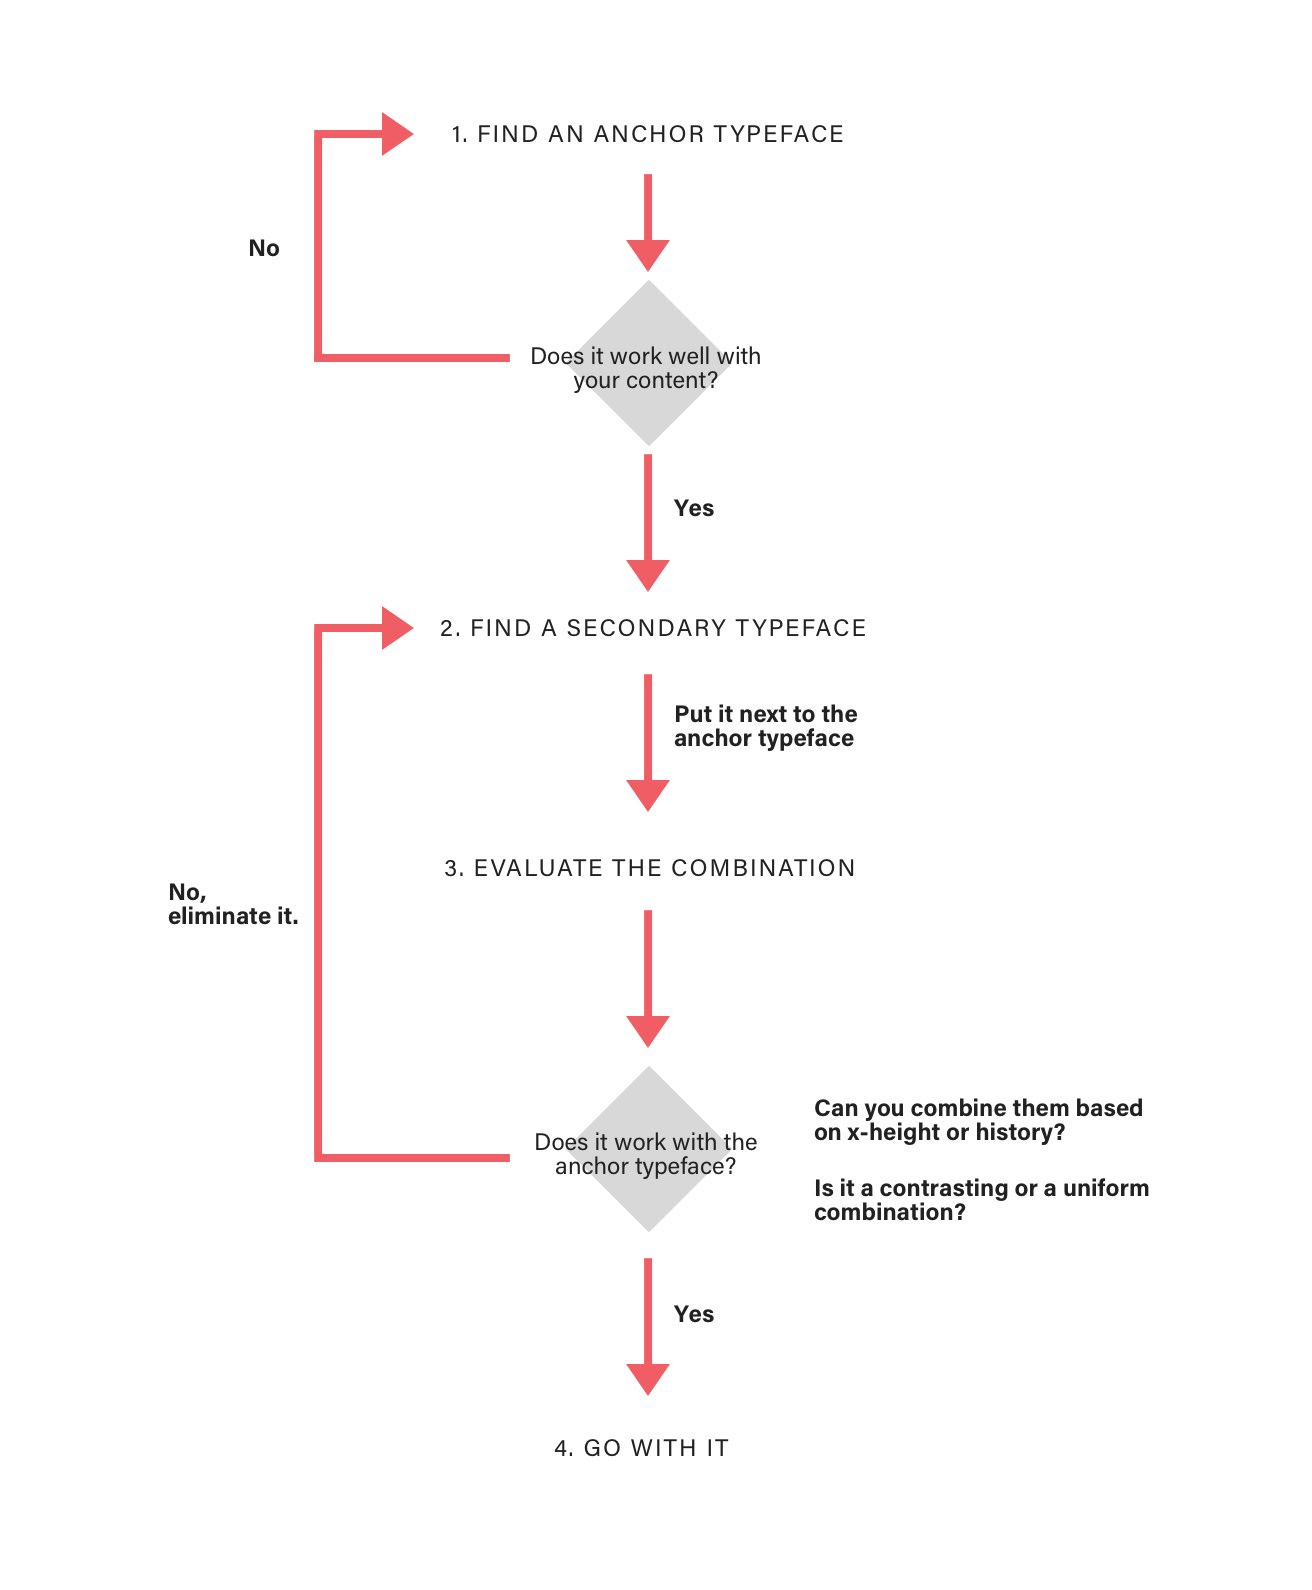 1. FIND AN ANCHOR TYPEFACE
No
Does it work well with
your content?
Yes
2. FIND A SECONDARY TYPEFACE
Put it next to the
anchor typeface
3. EVALUATE THE COMBINATION
No,
eliminate it.
Does it work with the
anchor typeface?
Can you combine them based
on x-height or history?
Is it a contrasting or a uniform
combination?
Yes
4. GO WITH IT